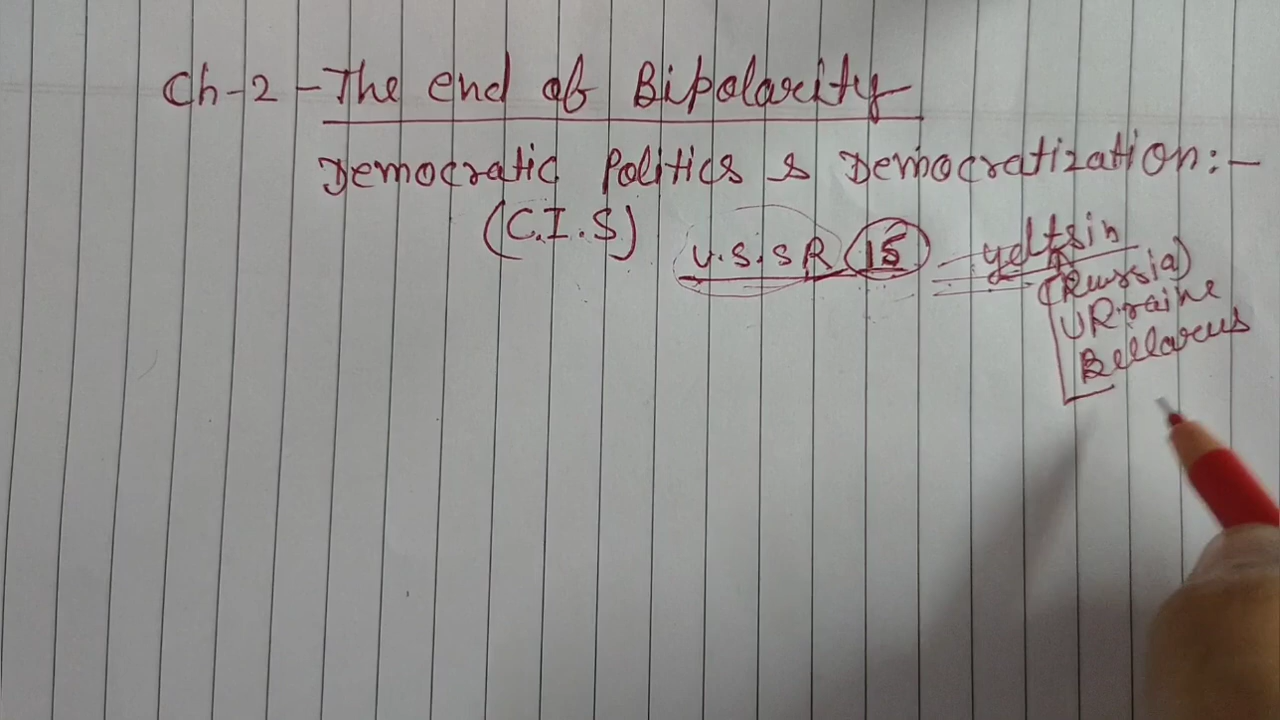 Ch-2 - The end of Bipolarity
Democratic Politics & Democratization:-
(C.I.S) U.S.S.R (15) Yeltsin
(Russia)
UKraine
Bellarus